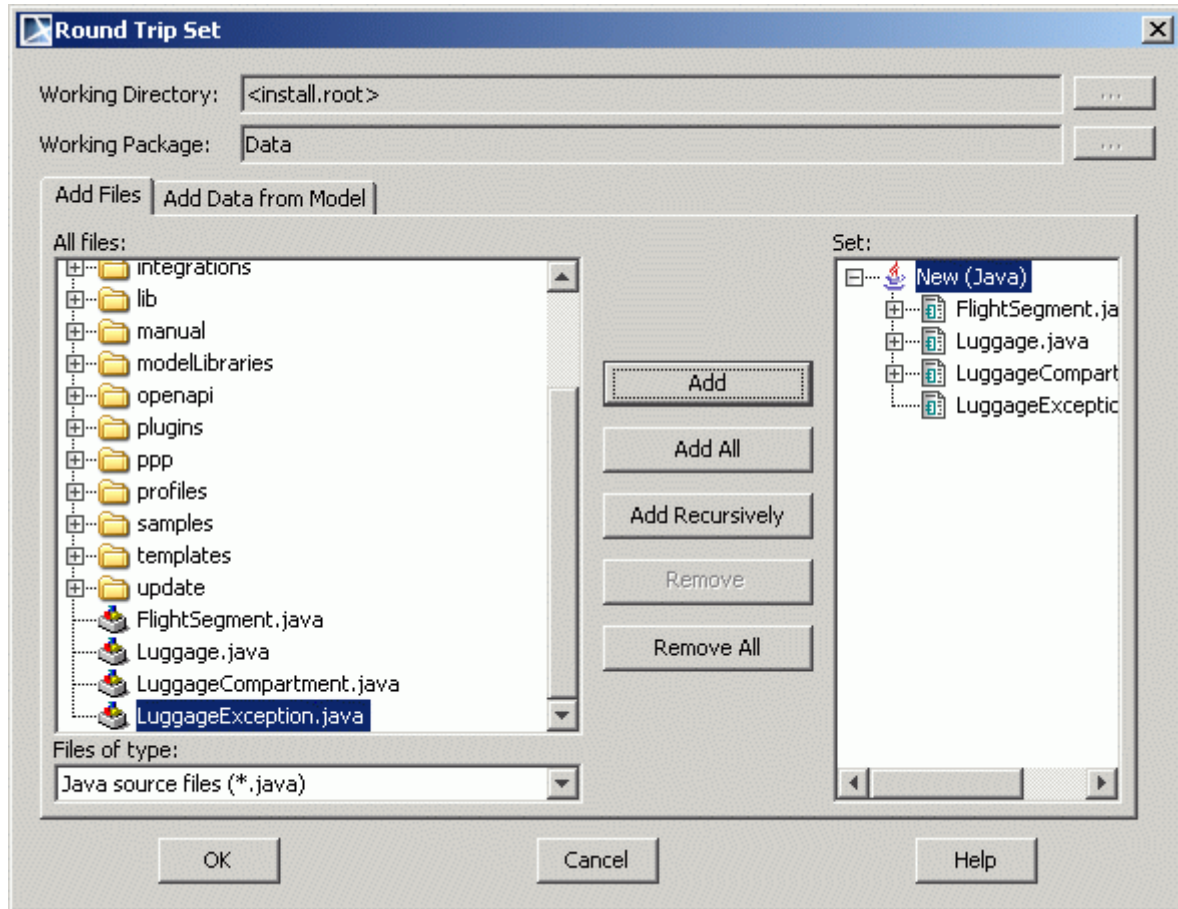 Round Trip Set
Working Directory: <install.root> ...
Working Package: Data ...
Add Files Add Data from Model
All files:
integrations
lib
manual
modelLibraries
openapi
plugins
ppp
profiles
samples
templates
update
FlightSegment.java
Luggage.java
LuggageCompartment.java
LuggageException.java
Files of type:
Java source files (*.java)
Add
Add All
Add Recursively
Remove
Remove All
Set:
New (Java)
FlightSegment.ja
Luggage.java
LuggageCompart
LuggageExceptic
OK Cancel Help